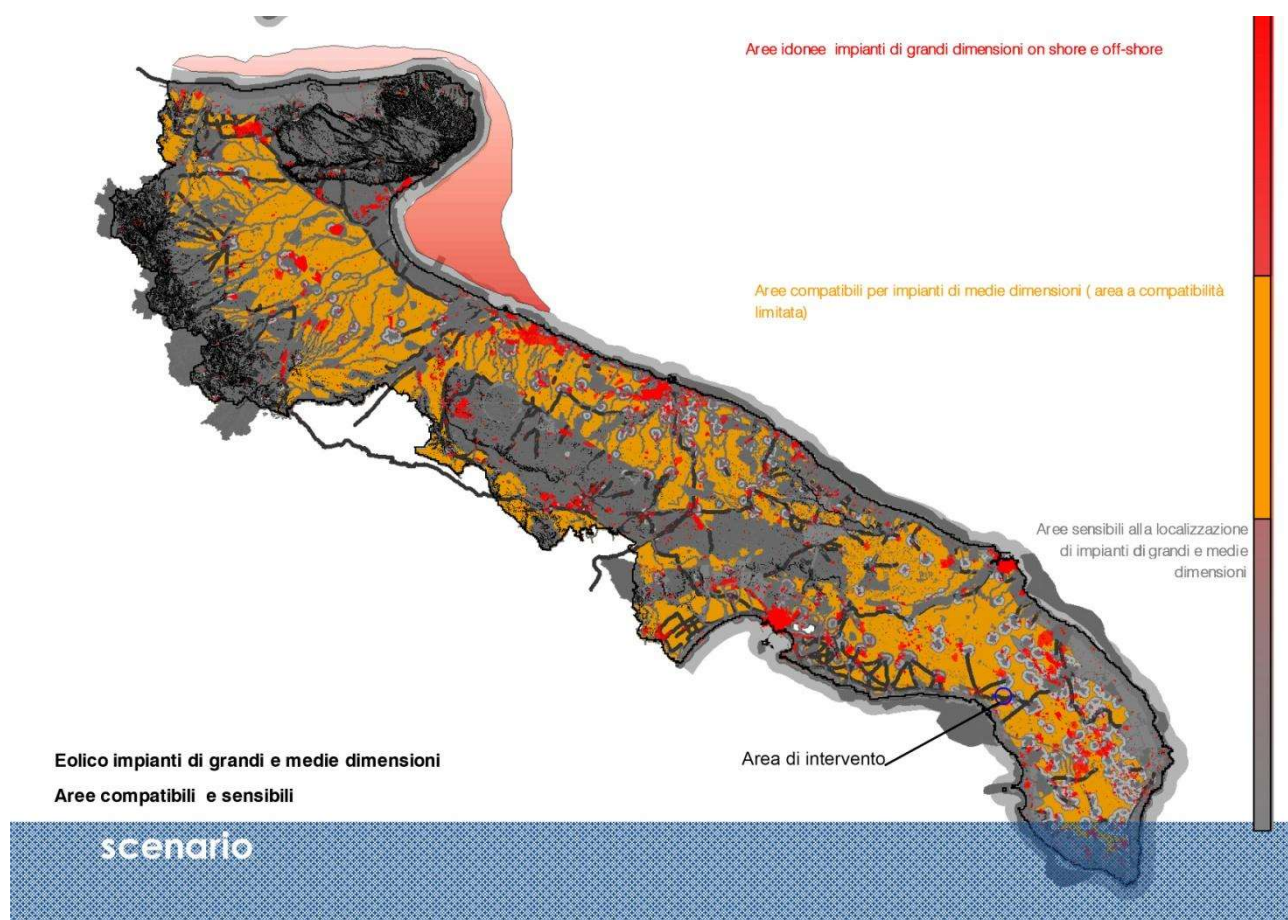 Aree idonee impianti di grandi dimensioni on shore e off-shore
Aree compatibili per impianti di medie dimensioni ( area a compatibilità
limitata)
Aree sensibili alla localizzazione
di impianti di grandi e medie
dimensioni
Area di intervento
Eolico impianti di grandi e medie dimensioni
Aree compatibili e sensibili
scenario